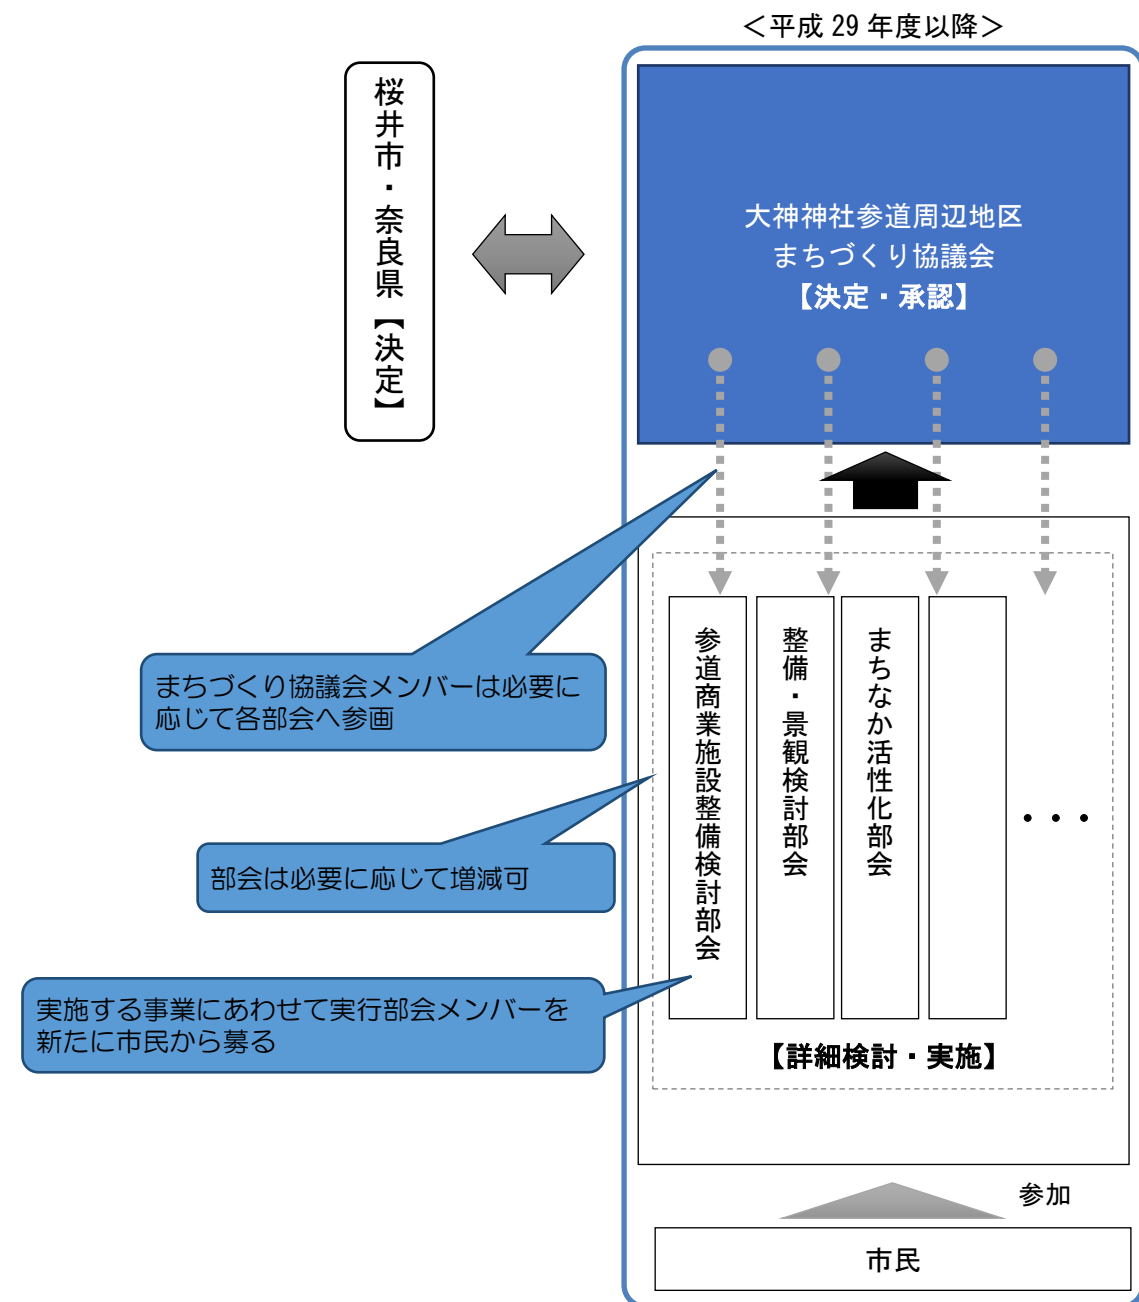 ＜平成 29 年度以降＞
桜井市・奈良県【決定】
大神神社参道周辺地区
まちづくり協議会
【決定・承認】
まちづくり協議会メンバーは必要に
応じて各部会へ参画
部会は必要に応じて増減可
実施する事業にあわせて実行部会メンバーを
新たに市民から募る
参道商業施設整備検討部会
整備・景観検討部会
まちなか活性化部会
・・・
【詳細検討・実施】
参加
市民